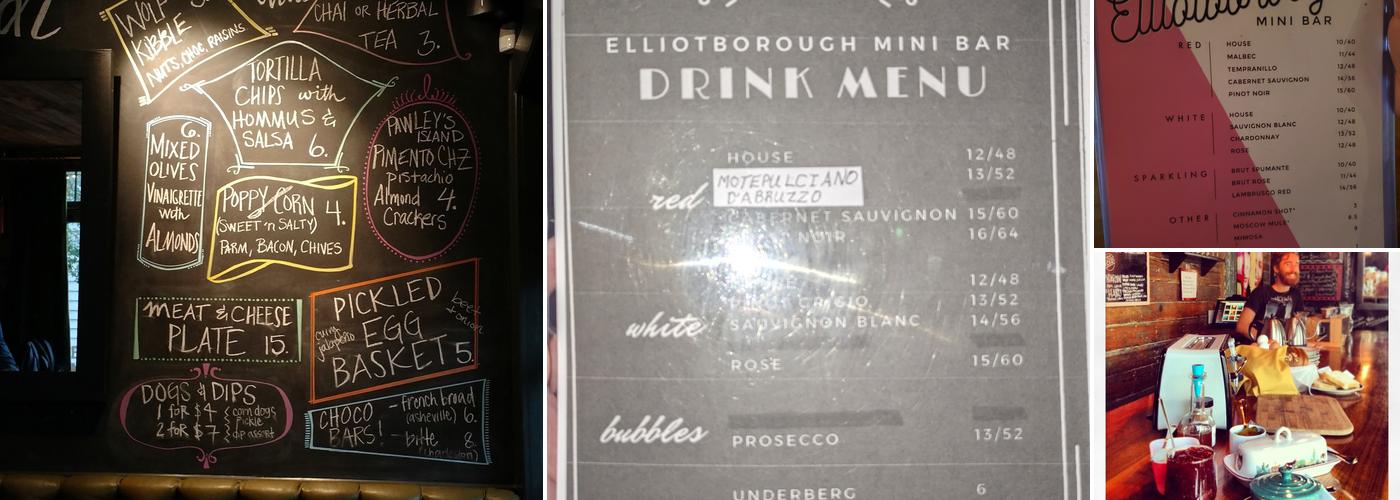 WOLF
KIBBLE
NUTS, CHOC, RAISINS
CHAI or HERBAL
TEA 3.
TORTILLA
CHIPS with
HOMMUS &
SALSA 6.
6.
MIXED
OLIVES
VINAIGRETTE
with
ALMONDS
POPPY CORN 4.
(SWEET 'n SALTY)
PARM, BACON, CHIVES
PAWLEY'S
ISLAND
PIMENTO CHZ
Pistachio
Almond 4.
Crackers
MEAT & CHEESE
PLATE 15.
PICKLED
EGG
BASKET 5.
curry
jalapeño
beet
DOGS & DIPS
1 for $4 corn dogs
pickle
2 for $7 dip assort
CHOCO
BARS!
- french broad
(asheville) 6.
- bitte 8.
(charleston)
ELLIOTBOROUGH MINI BAR
DRINK MENU
red
HOUSE 12/48
MOTEPULCIANO 13/52
D'ABRUZZO
CABERNET SAUVIGNON 15/60
NOIR 16/64
white
12/48
GRIGIO 13/52
SAUVIGNON BLANC 14/56
ROSE 15/60
bubbles
PROSECCO 13/52
UNDERBERG 6
Elliotborough
MINI BAR
RED
HOUSE 10/40
MALBEC 11/44
TEMPRANILLO 12/48
CABERNET SAUVIGNON 14/56
PINOT NOIR 15/60
WHITE
HOUSE 10/40
SAUVIGNON BLANC 12/48
CHARDONNAY 13/52
ROSE 12/48
SPARKLING
BRUT SPUMANTE 10/40
BRUT ROSE 11/44
LAMBRUSCO RED 14/56
OTHER
CINNAMON SHOT* 3
MOSCOW MULE* 6.5
MIMOSA 9